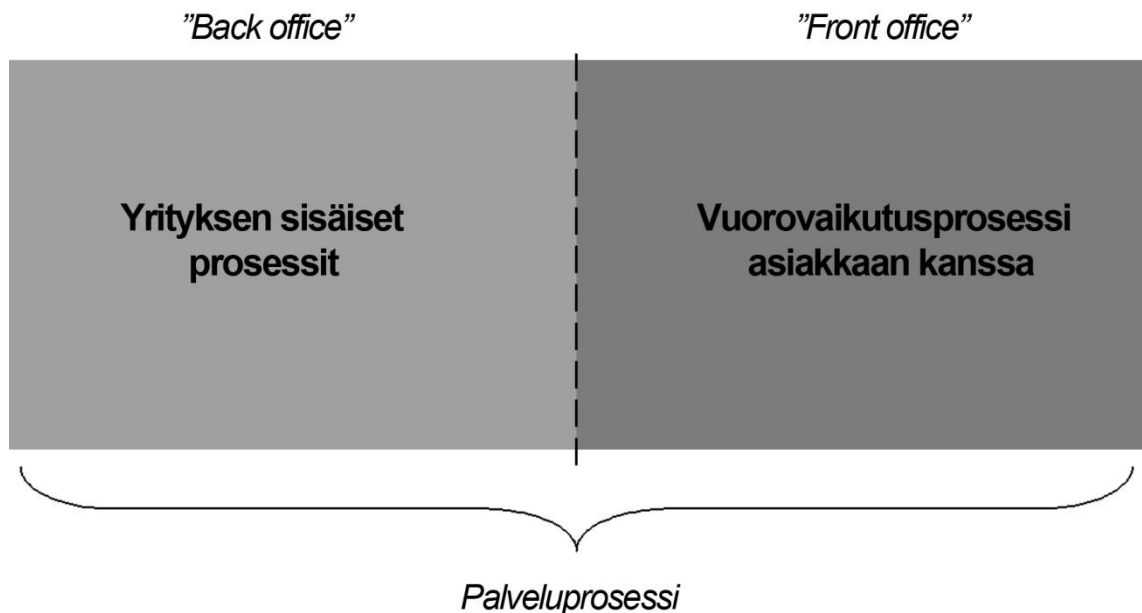 ”Back office”
”Front office”
Yrityksen sisäiset
prosessit
Vuorovaikutusprosessi
asiakkaan kanssa
Palveluprosessi